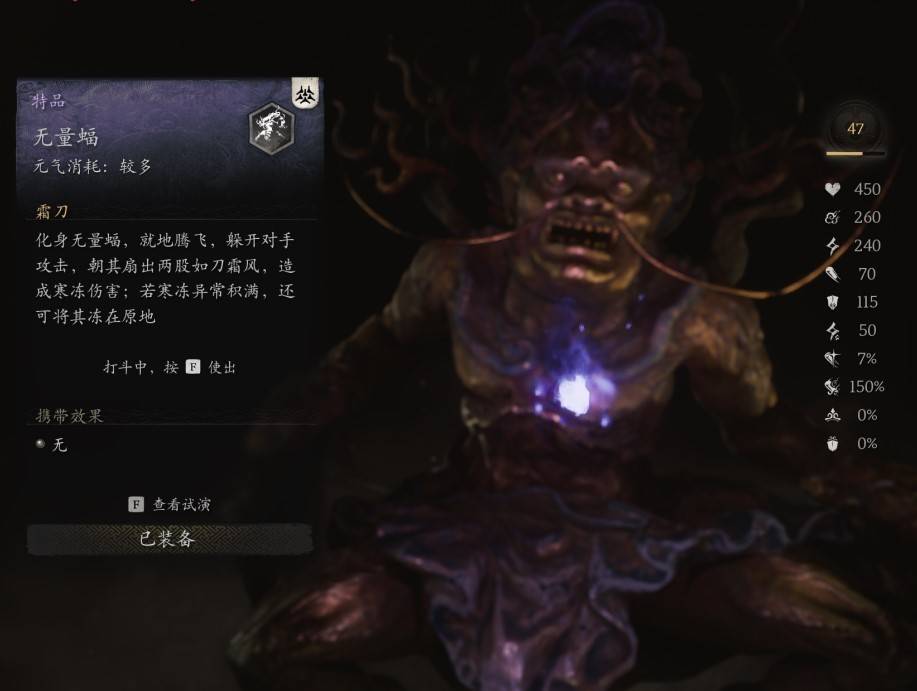 特品
无量蝠
元气消耗：较多
霜刀
化身无量蝠，就地腾飞，躲开对手
攻击，朝其扇出两股如刀霜风，造
成寒冻伤害；若寒冻异常积满，还
可将其冻在原地
打斗中，按 F 使出
携带效果
无
F 查看试演
已装备
47
450
260
240
70
115
50
7%
150%
0%
0%